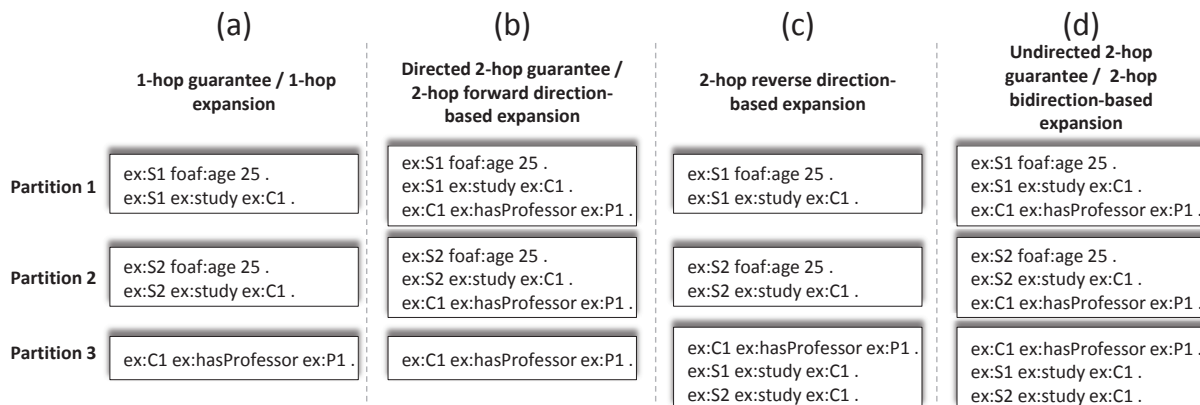 (a)
1-hop guarantee / 1-hop
expansion
(b)
Directed 2-hop guarantee /
2-hop forward direction-
based expansion
(c)
2-hop reverse direction-
based expansion
(d)
Undirected 2-hop
guarantee / 2-hop
bidirection-based
expansion
Partition 1
ex:S1 foaf:age 25 .
ex:S1 ex:study ex:C1 .
ex:S1 foaf:age 25 .
ex:S1 ex:study ex:C1 .
ex:C1 ex:hasProfessor ex:P1 .
ex:S1 foaf:age 25 .
ex:S1 ex:study ex:C1 .
ex:S1 foaf:age 25 .
ex:S1 ex:study ex:C1 .
ex:C1 ex:hasProfessor ex:P1 .
Partition 2
ex:S2 foaf:age 25 .
ex:S2 ex:study ex:C1 .
ex:S2 foaf:age 25 .
ex:S2 ex:study ex:C1 .
ex:C1 ex:hasProfessor ex:P1 .
ex:S2 foaf:age 25 .
ex:S2 ex:study ex:C1 .
ex:S2 foaf:age 25 .
ex:S2 ex:study ex:C1 .
ex:C1 ex:hasProfessor ex:P1 .
Partition 3
ex:C1 ex:hasProfessor ex:P1 .
ex:C1 ex:hasProfessor ex:P1 .
ex:C1 ex:hasProfessor ex:P1 .
ex:S1 ex:study ex:C1 .
ex:S2 ex:study ex:C1 .
ex:C1 ex:hasProfessor ex:P1 .
ex:S1 ex:study ex:C1 .
ex:S2 ex:study ex:C1 .